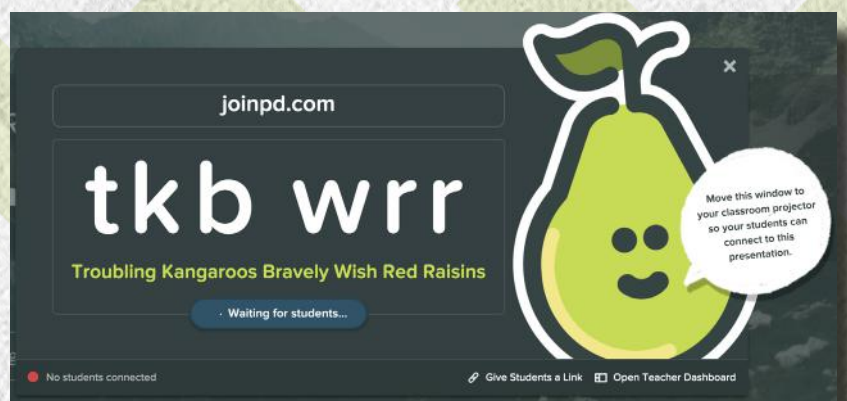 joinpd.com
tkb wrr
Troubling Kangaroos Bravely Wish Red Raisins
· Waiting for students...
Move this window to
your classroom projector
so your students can
connect to this
presentation.
No students connected
Give Students a Link
Open Teacher Dashboard